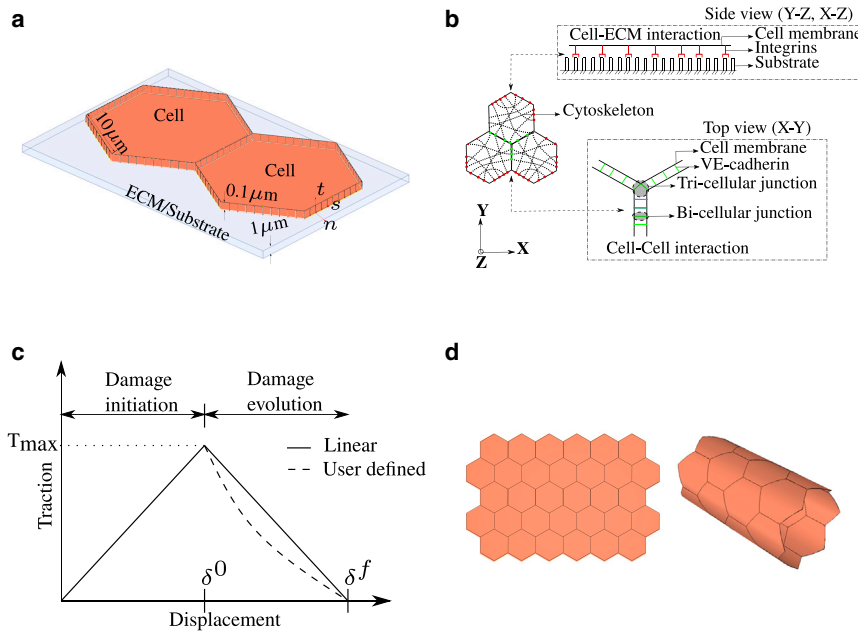 a
Cell
Cell
10μm
0.1μm
1μm
t
s
n
ECM/Substrate
b
Side view (Y-Z, X-Z)
Cell-ECM interaction
Cell membrane
Integrins
Substrate
Cytoskeleton
Top view (X-Y)
Cell membrane
VE-cadherin
Tri-cellular junction
Bi-cellular junction
Cell-Cell interaction
Y
Z
X
c
Damage initiation
Damage evolution
Tmax
Linear
User defined
Traction
δ⁰
δᶠ
Displacement
d